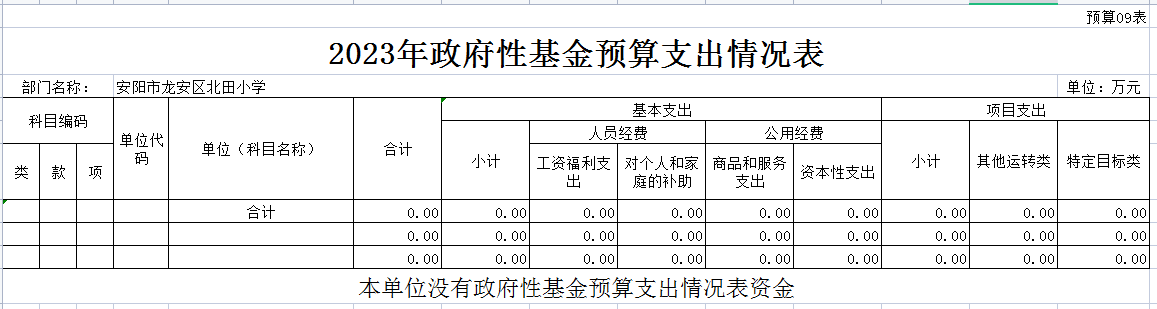 预算09表
2023年政府性基金预算支出情况表
部门名称： 安阳市龙安区北田小学 单位：万元
科目编码 单位代码 单位（科目名称） 合计 基本支出 项目支出
小计 人员经费 公用经费 小计 其他运转类 特定目标类
类 款 项 工资福利支出 对个人和家庭的补助 商品和服务支出 资本性支出
合计 0.00 0.00 0.00 0.00 0.00 0.00 0.00 0.00 0.00
0.00 0.00 0.00 0.00 0.00 0.00 0.00 0.00 0.00
0.00 0.00 0.00 0.00 0.00 0.00 0.00 0.00 0.00
本单位没有政府性基金预算支出情况表资金